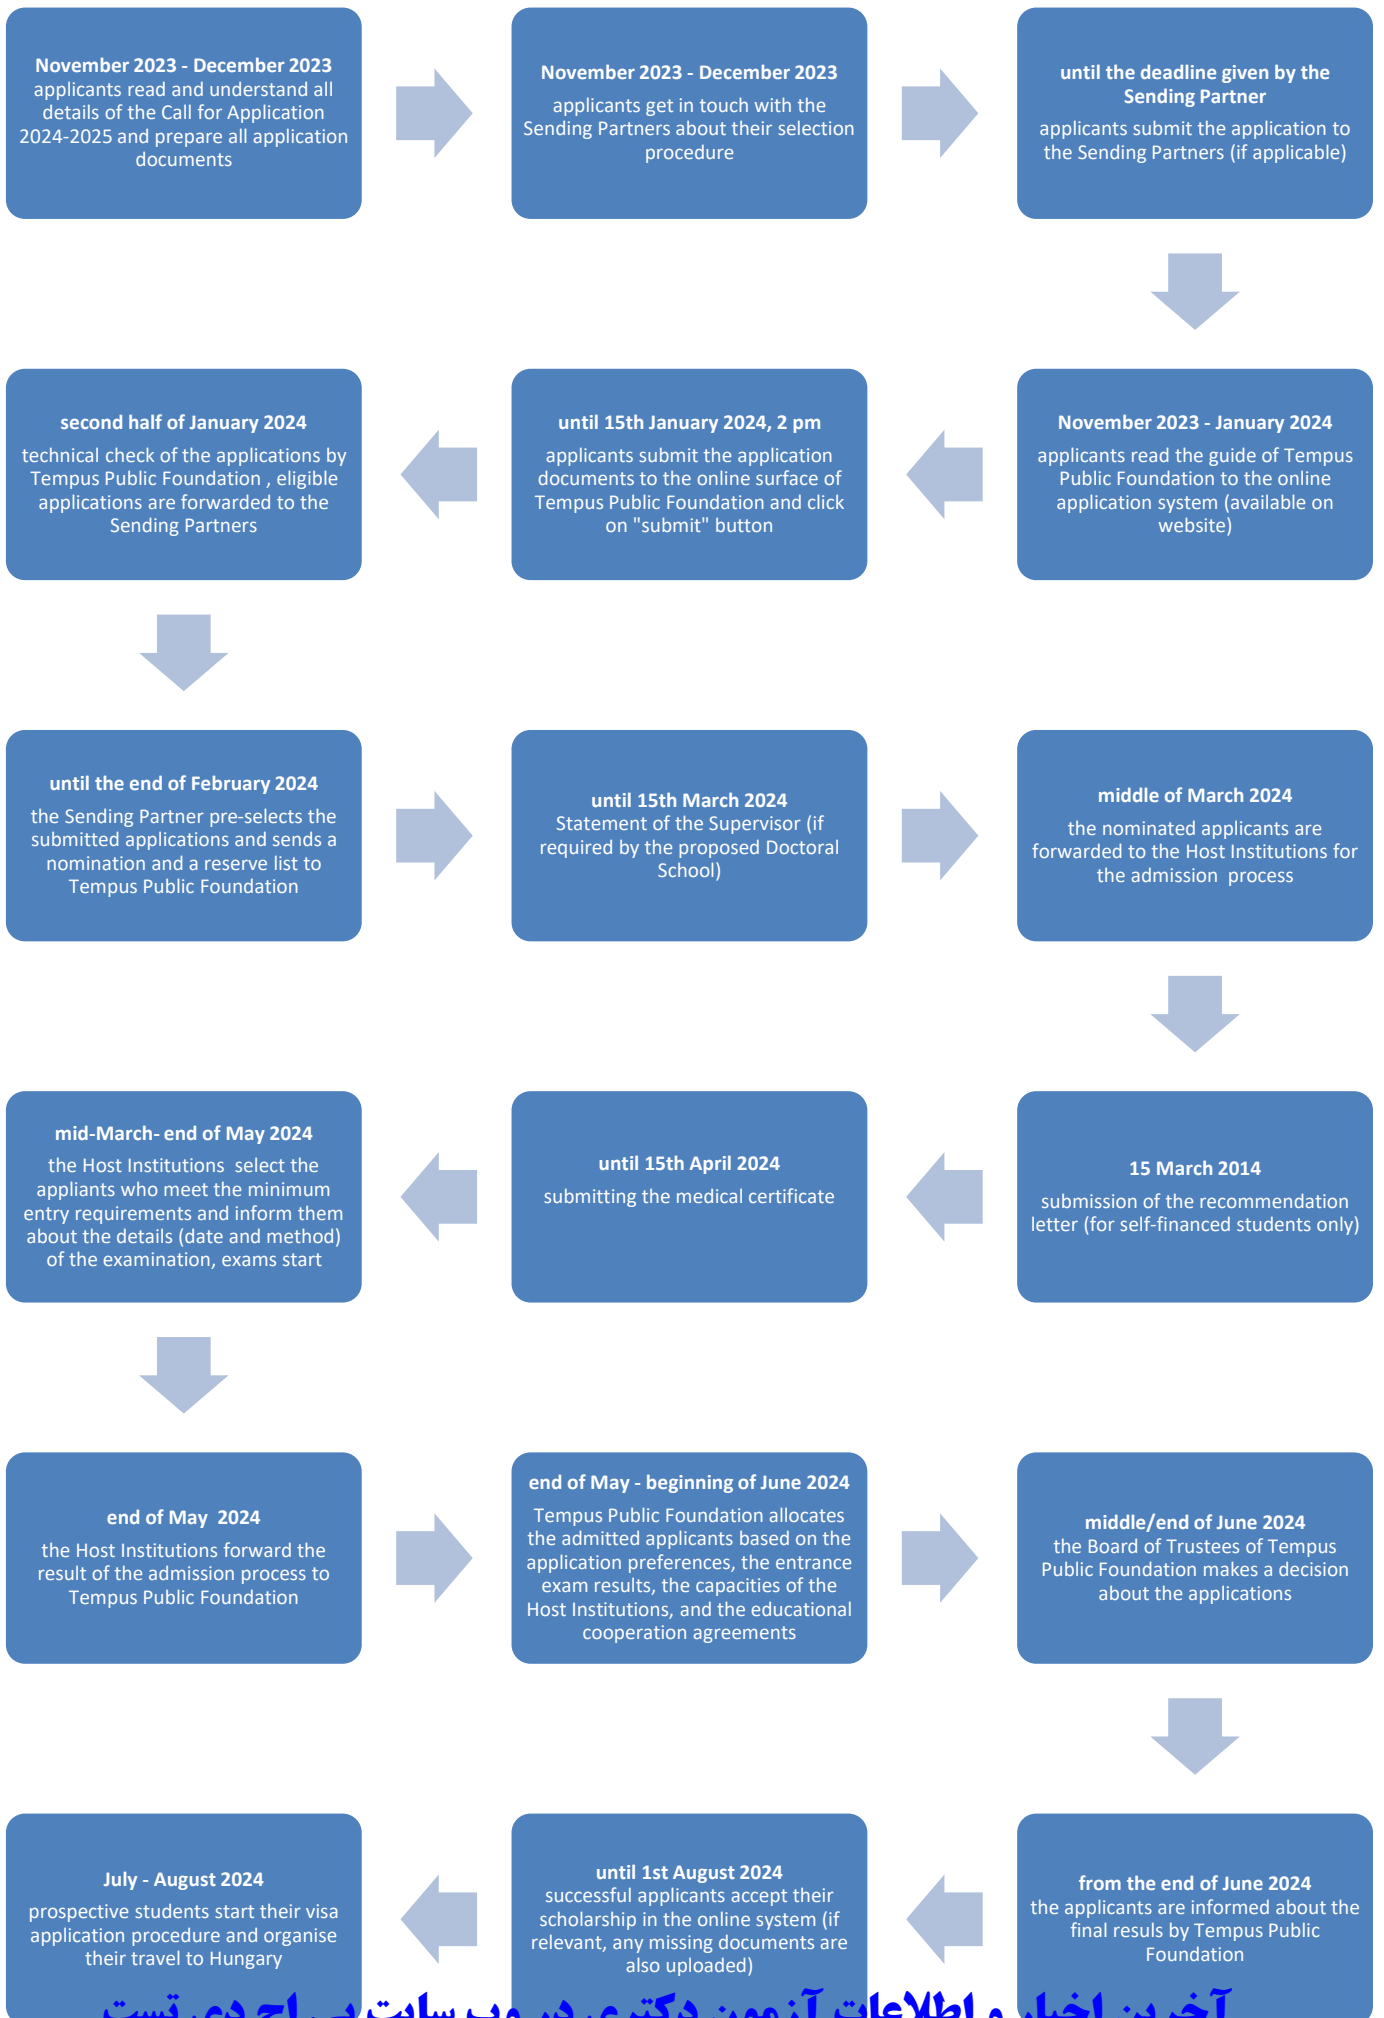 November 2023 - December 2023
applicants read and understand all
details of the Call for Application
2024-2025 and prepare all application
documents
November 2023 - December 2023
applicants get in touch with the
Sending Partners about their selection
procedure
until the deadline given by the
Sending Partner
applicants submit the application to
the Sending Partners (if applicable)
November 2023 - January 2024
applicants read the guide of Tempus
Public Foundation to the online
application system (available on
website)
until 15th January 2024, 2 pm
applicants submit the application
documents to the online surface of
Tempus Public Foundation and click
on "submit" button
second half of January 2024
technical check of the applications by
Tempus Public Foundation , eligible
applications are forwarded to the
Sending Partners
until the end of February 2024
the Sending Partner pre-selects the
submitted applications and sends a
nomination and a reserve list to
Tempus Public Foundation
until 15th March 2024
Statement of the Supervisor (if
required by the proposed Doctoral
School)
middle of March 2024
the nominated applicants are
forwarded to the Host Institutions for
the admission process
15 March 2014
submission of the recommendation
letter (for self-financed students only)
until 15th April 2024
submitting the medical certificate
mid-March- end of May 2024
the Host Institutions select the
appliants who meet the minimum
entry requirements and inform them
about the details (date and method)
of the examination, exams start
end of May 2024
the Host Institutions forward the
result of the admission process to
Tempus Public Foundation
end of May - beginning of June 2024
Tempus Public Foundation allocates
the admitted applicants based on the
application preferences, the entrance
exam results, the capacities of the
Host Institutions, and the educational
cooperation agreements
middle/end of June 2024
the Board of Trustees of Tempus
Public Foundation makes a decision
about the applications
from the end of June 2024
the applicants are informed about the
final resuls by Tempus Public
Foundation
until 1st August 2024
successful applicants accept their
scholarship in the online system (if
relevant, any missing documents are
also uploaded)
July - August 2024
prospective students start their visa
application procedure and organise
their travel to Hungary
آخرین اخبار و اطلاعات آزمون دکتری در وب سایت پی اچ دی تست